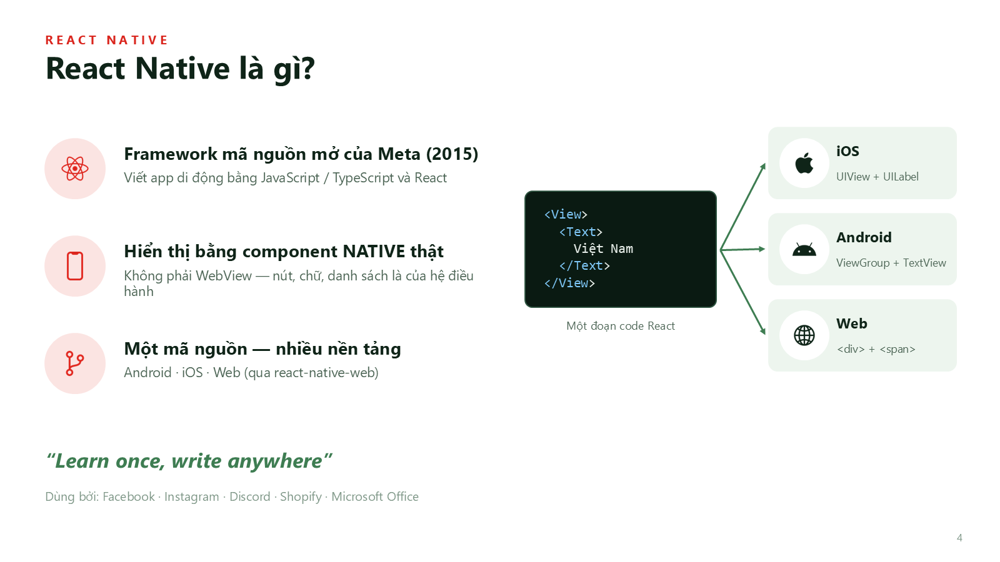 REACT NATIVE
React Native là gì?
Framework mã nguồn mở của Meta (2015)
Viết app di động bằng JavaScript / TypeScript và React
Hiển thị bằng component NATIVE thật
Không phải WebView — nút, chữ, danh sách là của hệ điều
hành
Một mã nguồn — nhiều nền tảng
Android · iOS · Web (qua react-native-web)
“Learn once, write anywhere”
Dùng bởi: Facebook · Instagram · Discord · Shopify · Microsoft Office
<View>
  <Text>
    Việt Nam
  </Text>
</View>
Một đoạn code React
iOS
UIView + UILabel
Android
ViewGroup + TextView
Web
<div> + <span>
4